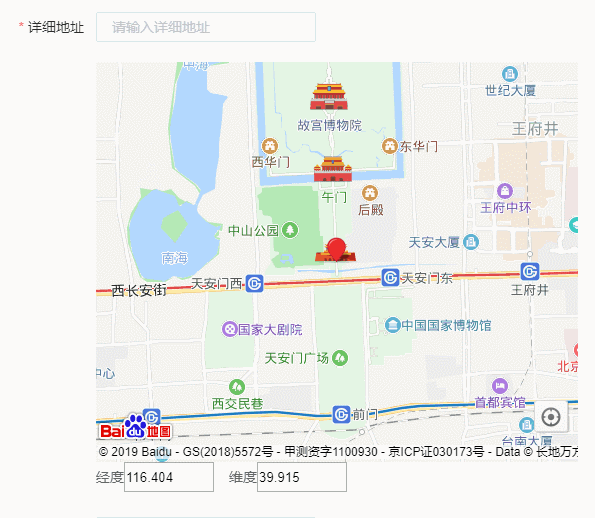 * 详细地址 请输入详细地址
中海
世纪大厦
故宫博物院
王府井
西华门
东华门
午门
后殿
王府中环
中山公园
南海
天安大厦
西长安街
天安门西
天安门东
王府井
国家大剧院
中国国家博物馆
天安门广场
北京
中心
西交民巷
首都宾馆
前门
Bai du 地图
台南大厦
© 2019 Baidu - GS(2018)5572号 - 甲测资字1100930 - 京ICP证030173号 - Data © 长地万方
经度 116.404 维度 39.915